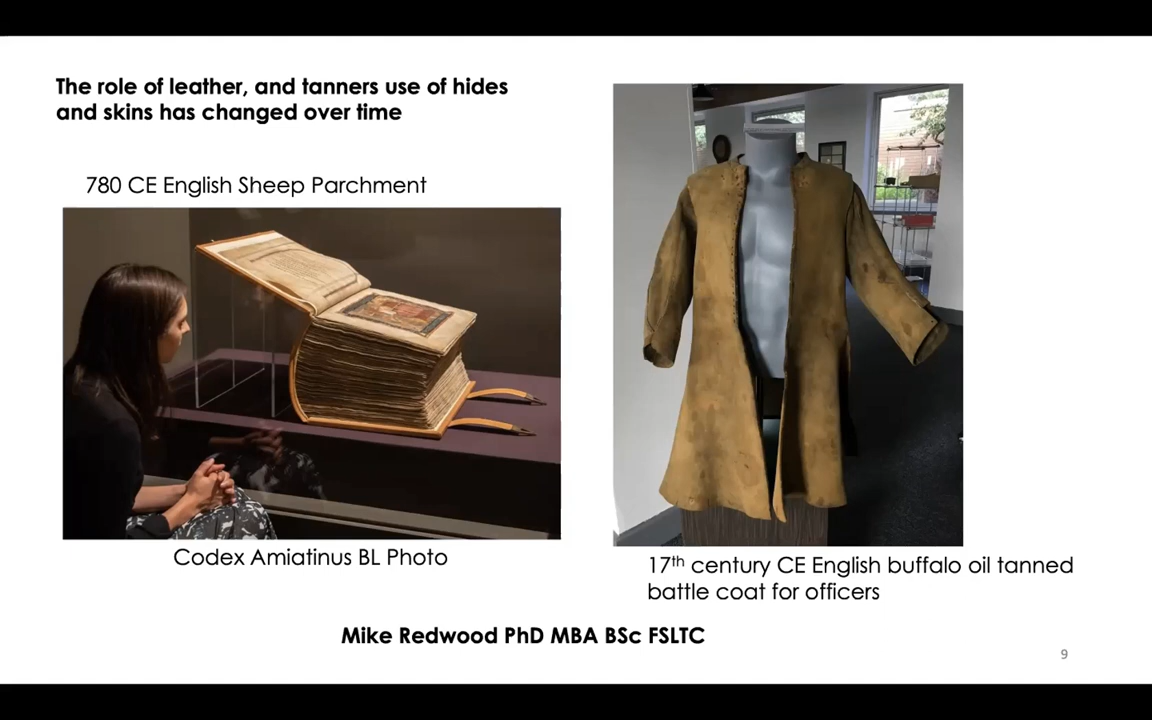 The role of leather, and tanners use of hides
and skins has changed over time
780 CE English Sheep Parchment
Codex Amiatinus BL Photo
17th century CE English buffalo oil tanned
battle coat for officers
Mike Redwood PhD MBA BSc FSLTC
9